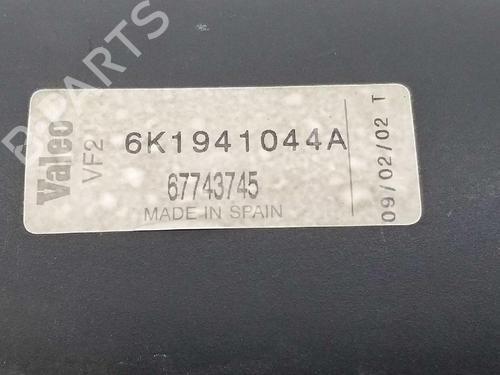 Valeo
VF2
6K1941044A
67743745
MADE IN SPAIN
09/02/02 T
B-PARTS